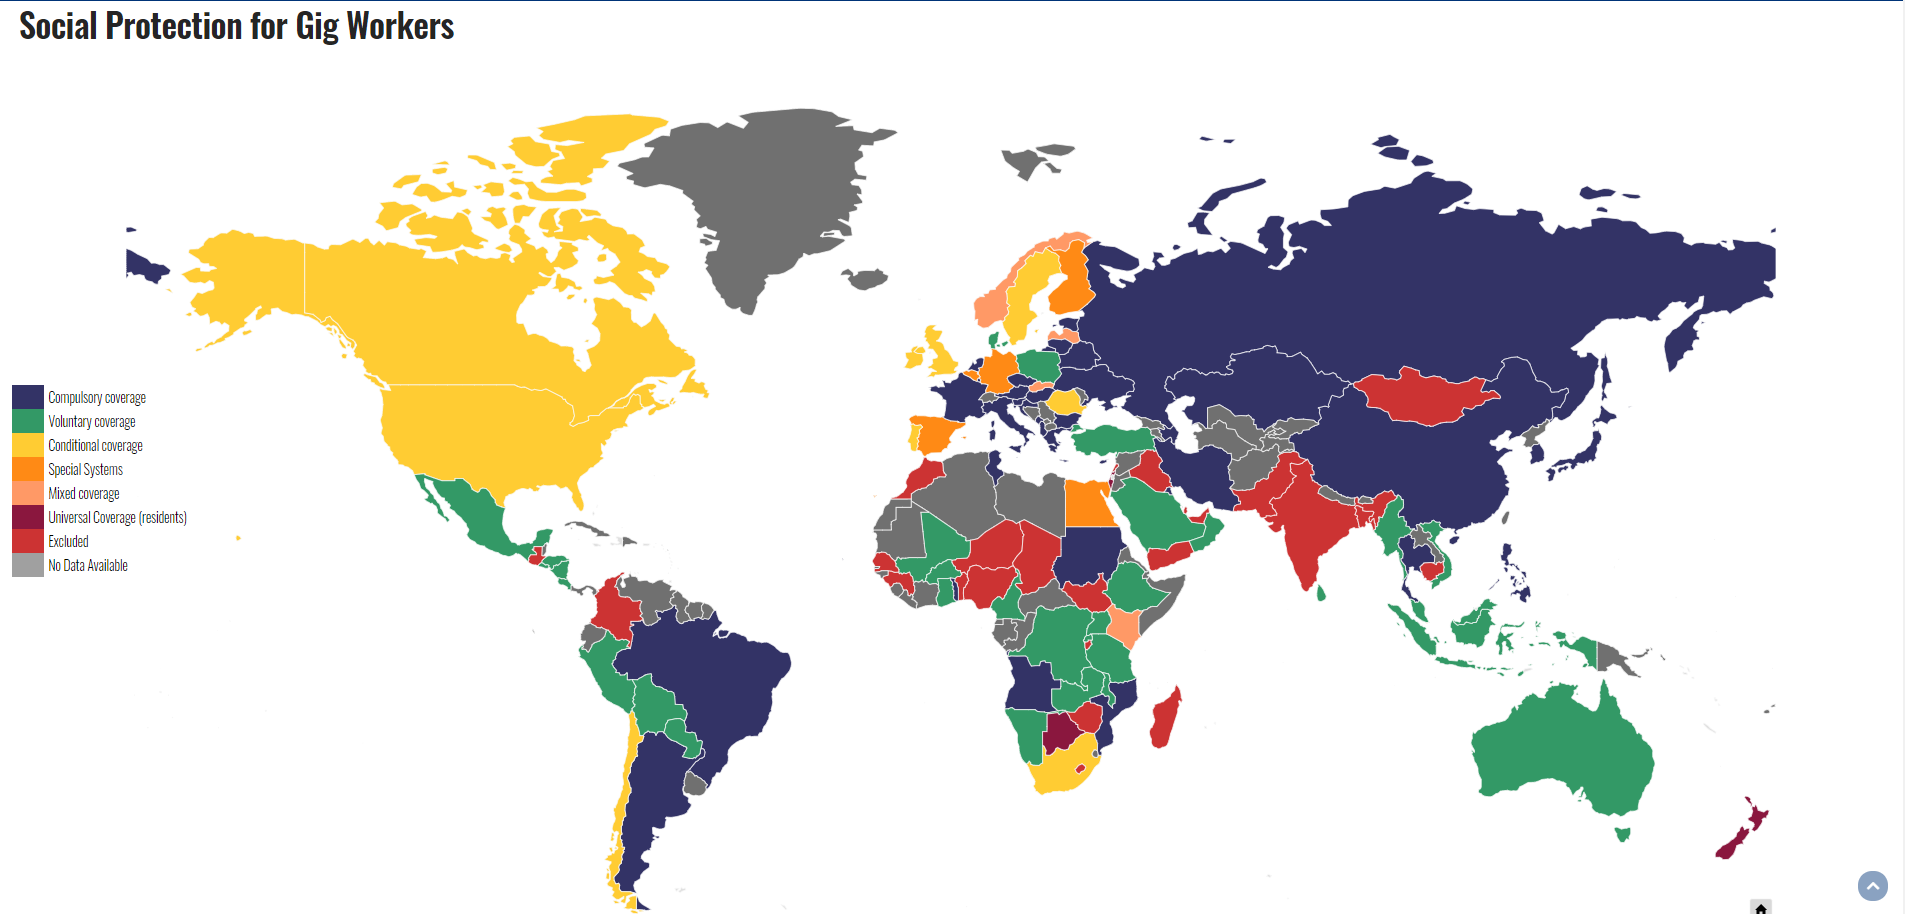 Social Protection for Gig Workers
Compulsory coverage
Voluntary coverage
Conditional coverage
Special Systems
Mixed coverage
Universal Coverage (residents)
Excluded
No Data Available